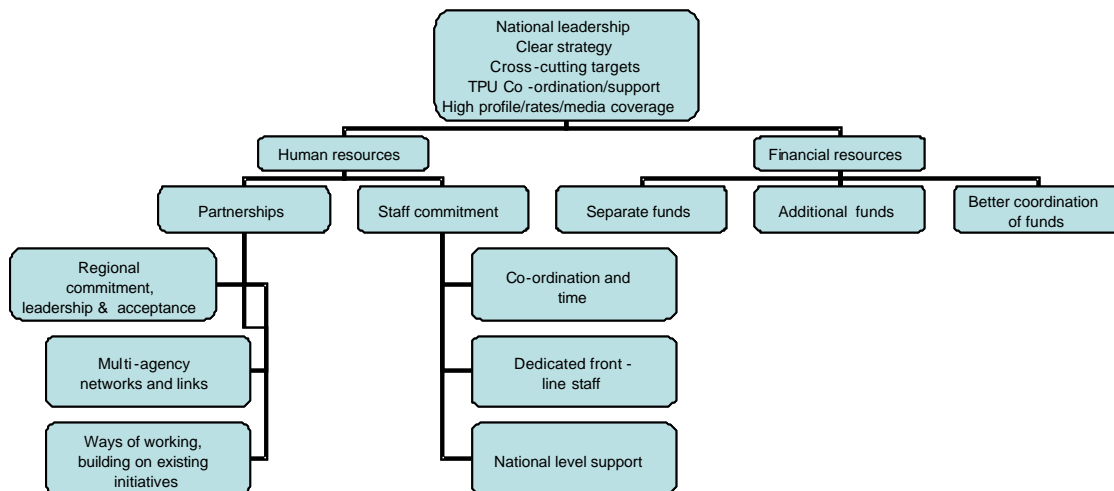 National leadership
Clear strategy
Cross-cutting targets
TPU Co-ordination/support
High profile/rates/media coverage
Human resources
Financial resources
Partnerships
Staff commitment
Separate funds
Additional funds
Better coordination
of funds
Regional
commitment,
leadership & acceptance
Co-ordination and
time
Multi-agency
networks and links
Dedicated front-
line staff
Ways of working,
building on existing
initiatives
National level support